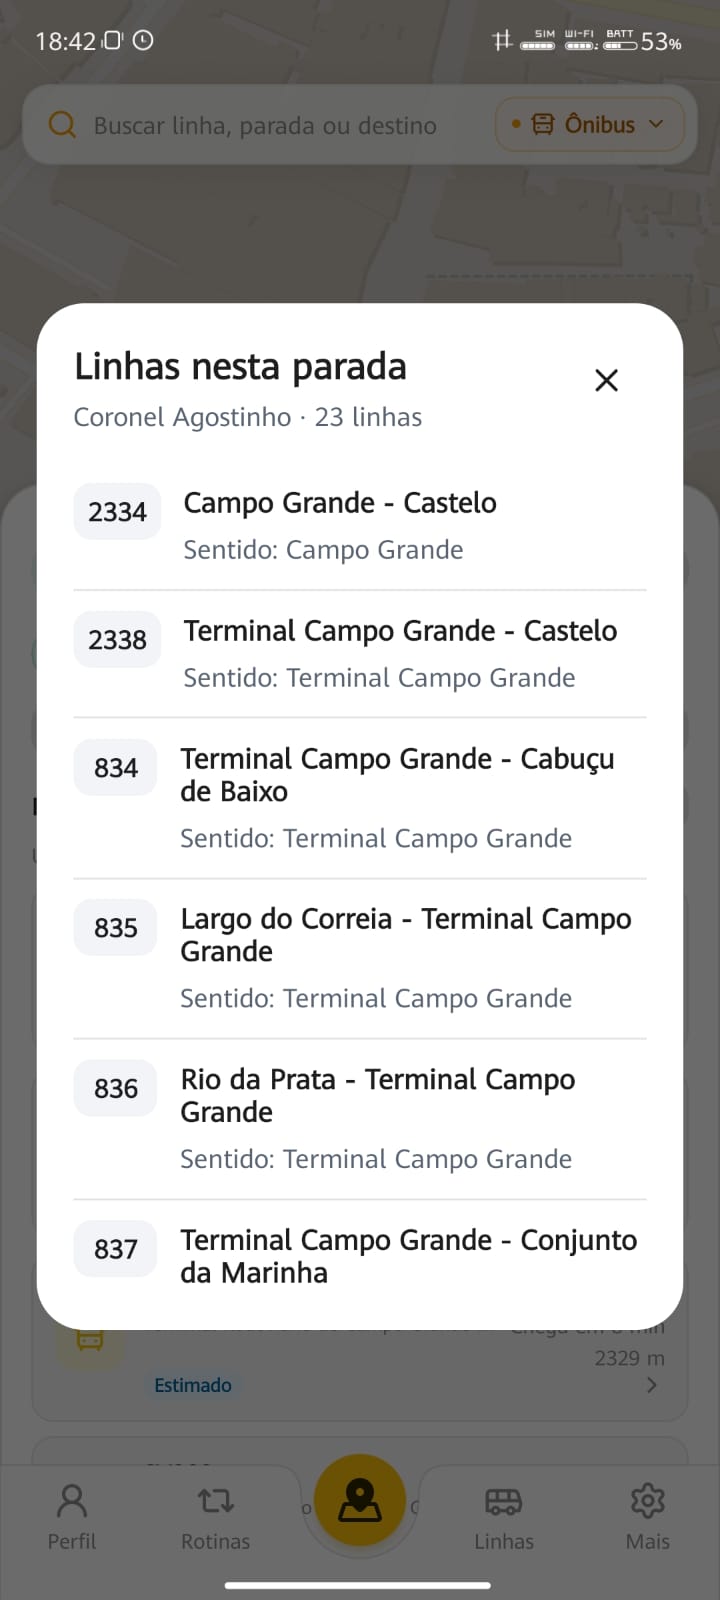 18:42
SIM WI-FI BATT 53%
Buscar linha, parada ou destino
Ônibus
Linhas nesta parada
Coronel Agostinho · 23 linhas
2334
Campo Grande - Castelo
Sentido: Campo Grande
2338
Terminal Campo Grande - Castelo
Sentido: Terminal Campo Grande
834
Terminal Campo Grande - Cabuçu
de Baixo
Sentido: Terminal Campo Grande
835
Largo do Correia - Terminal Campo
Grande
Sentido: Terminal Campo Grande
836
Rio da Prata - Terminal Campo
Grande
Sentido: Terminal Campo Grande
837
Terminal Campo Grande - Conjunto
da Marinha
2329 m
Estimado
Perfil
Rotinas
Linhas
Mais